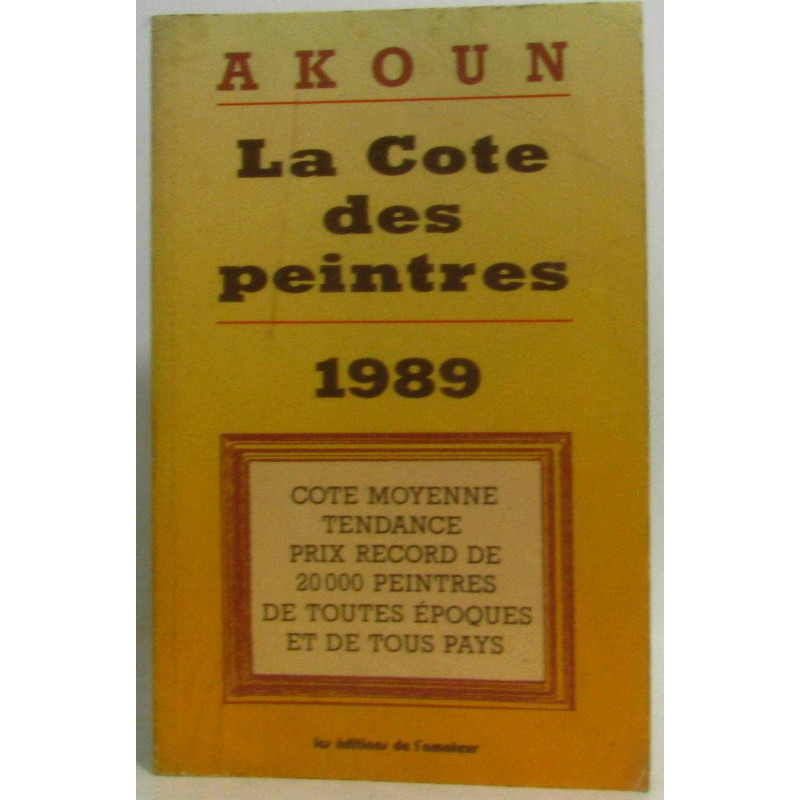 AKOUN
La Cote
des
peintres
1989
COTE MOYENNE
TENDANCE
PRIX RECORD DE
20 000 PEINTRES
DE TOUTES ÉPOQUES
ET DE TOUS PAYS
les éditions de l'amateur